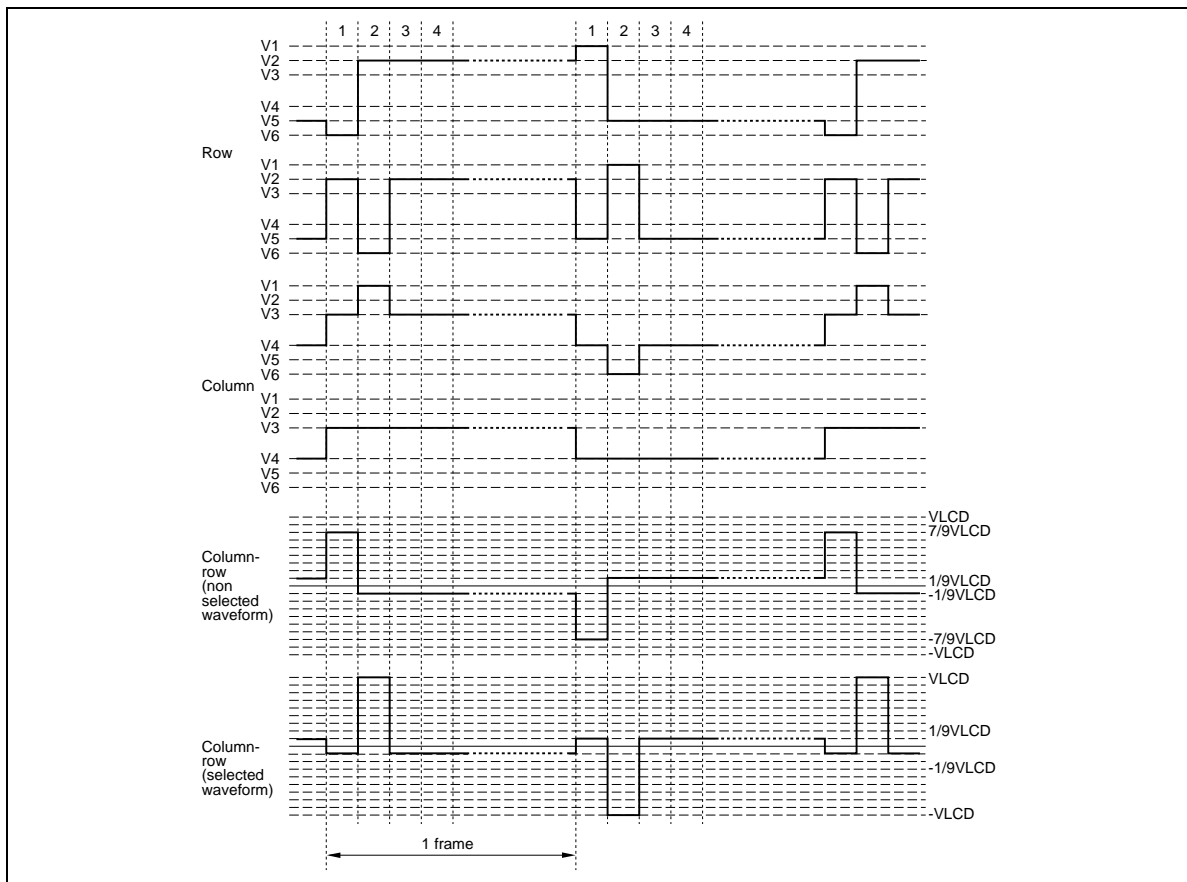 1 2 3 4 1 2 3 4
V1
V2
V3
V4
V5
V6
Row
V1
V2
V3
V4
V5
V6
V1
V2
V3
V4
V5
V6
Column
V1
V2
V3
V4
V5
V6
VLCD
7/9VLCD
Column-
row
(non
selected
waveform)
1/9VLCD
-1/9VLCD
-7/9VLCD
-VLCD
VLCD
1/9VLCD
Column-
row
(selected
waveform)
-1/9VLCD
-VLCD
1 frame